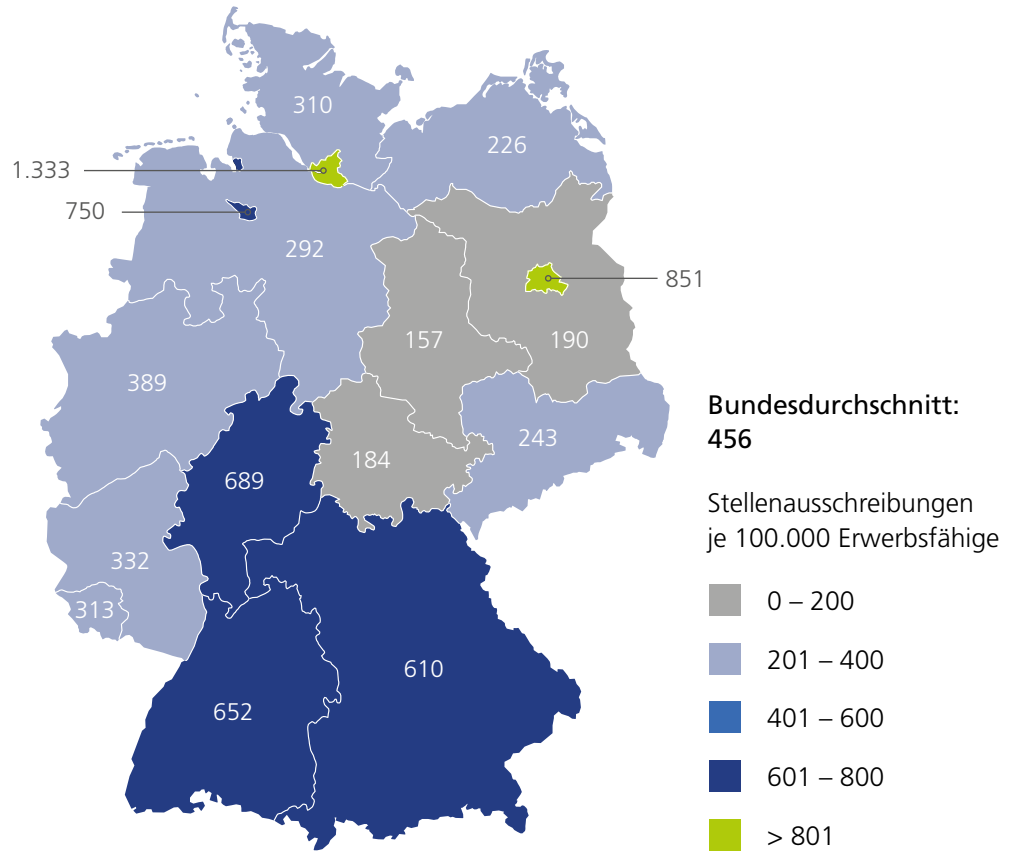 310
226
1.333
750
292
851
157
190
389
243
184
689
332
313
610
652
Bundesdurchschnitt:
456
Stellenausschreibungen
je 100.000 Erwerbsfähige
0 – 200
201 – 400
401 – 600
601 – 800
> 801